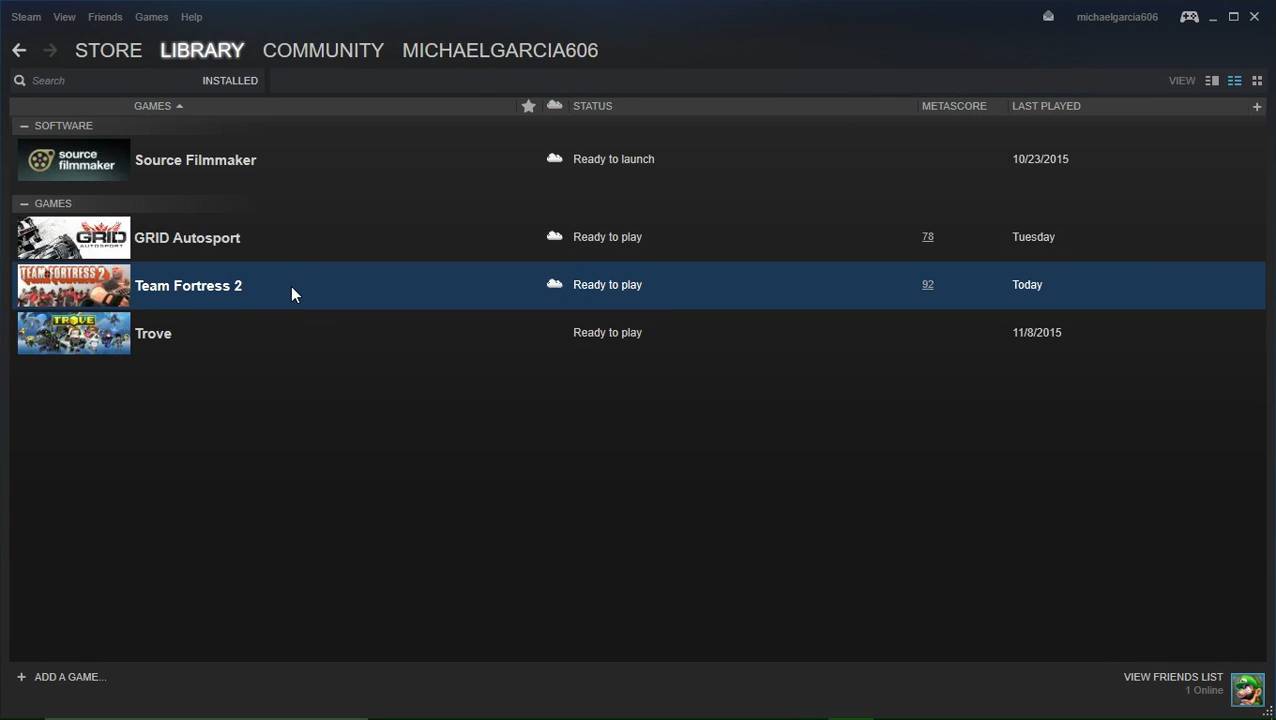 Steam View Friends Games Help michaelgarcia606
STORE LIBRARY COMMUNITY MICHAELGARCIA606
Search INSTALLED VIEW
GAMES STATUS METASCORE LAST PLAYED +
− SOFTWARE
source filmmaker Source Filmmaker Ready to launch 10/23/2015
− GAMES
GRID AUTOSPORT GRID Autosport Ready to play 78 Tuesday
TEAM FORTRESS 2 Team Fortress 2 Ready to play 92 Today
TROVE Trove Ready to play 11/8/2015
+ ADD A GAME... VIEW FRIENDS LIST
1 Online